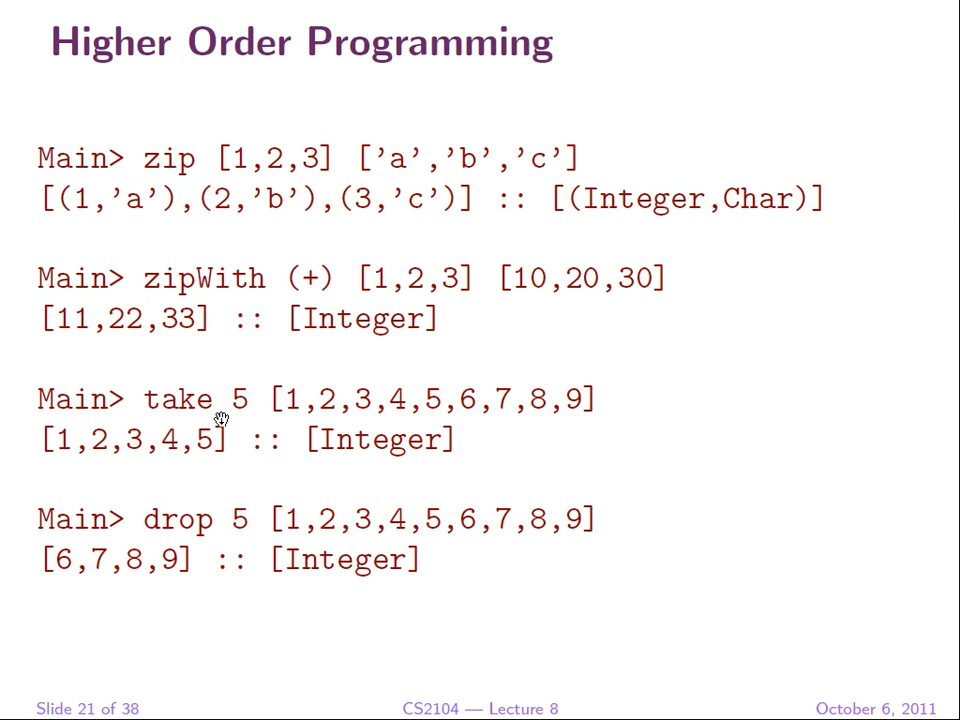 Higher Order Programming
Main> zip [1,2,3] [’a’,’b’,’c’]
[(1,’a’),(2,’b’),(3,’c’)] :: [(Integer,Char)]
Main> zipWith (+) [1,2,3] [10,20,30]
[11,22,33] :: [Integer]
Main> take 5 [1,2,3,4,5,6,7,8,9]
[1,2,3,4,5] :: [Integer]
Main> drop 5 [1,2,3,4,5,6,7,8,9]
[6,7,8,9] :: [Integer]
Slide 21 of 38
CS2104 — Lecture 8
October 6, 2011